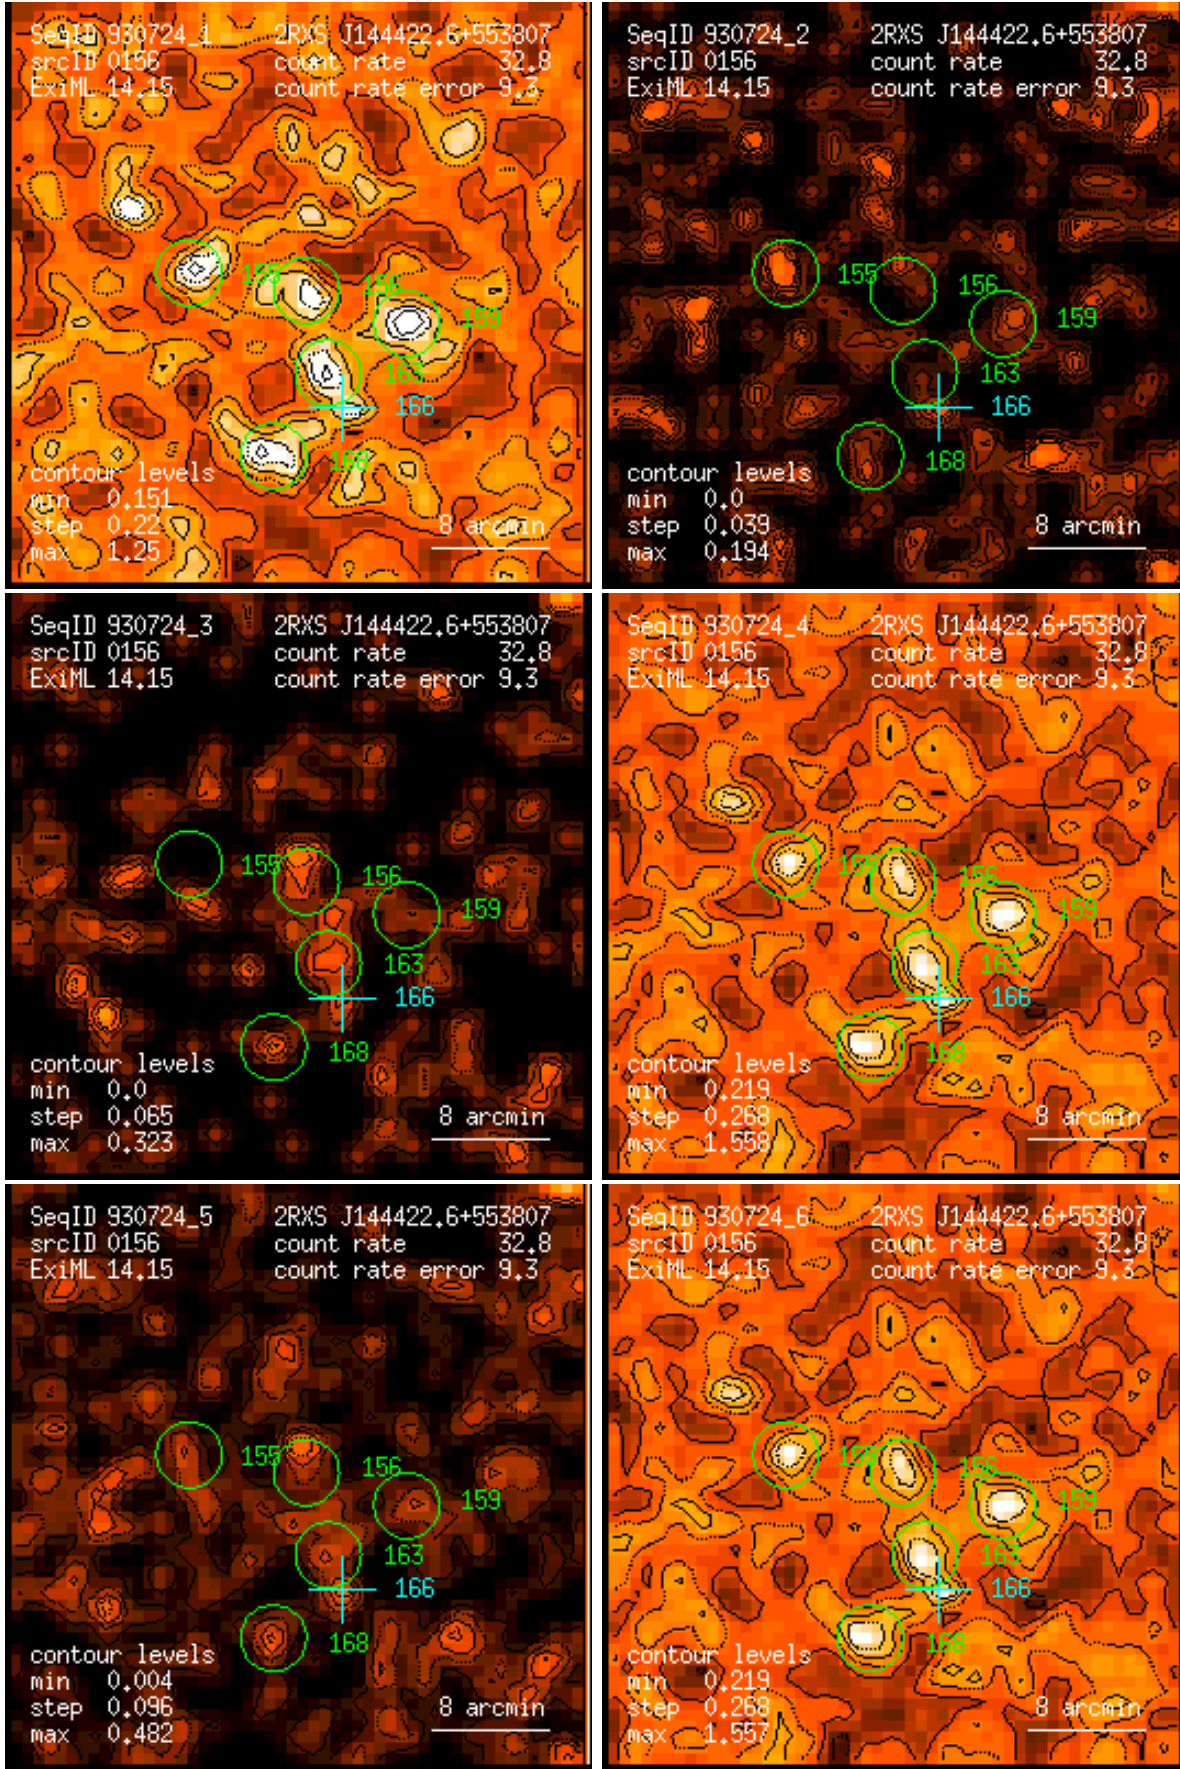 SeqID 930724_1 2RXS J144422.6+553807
srcID 0156 count rate 32.8
ExiML 14.15 count rate error 9.3
155
156
159
163
166
168
contour levels
min 0.151
step 0.22 8 arcmin
max 1.25
SeqID 930724_2 2RXS J144422.6+553807
srcID 0156 count rate 32.8
ExiML 14.15 count rate error 9.3
155
156
159
163
166
168
contour levels
min 0.0
step 0.039 8 arcmin
max 0.194
SeqID 930724_3 2RXS J144422.6+553807
srcID 0156 count rate 32.8
ExiML 14.15 count rate error 9.3
155
156
159
163
166
168
contour levels
min 0.0
step 0.065 8 arcmin
max 0.323
SeqID 930724_4 2RXS J144422.6+553807
srcID 0156 count rate 32.8
ExiML 14.15 count rate error 9.3
155
156
159
163
166
168
contour levels
min 0.219
step 0.268 8 arcmin
max 1.558
SeqID 930724_5 2RXS J144422.6+553807
srcID 0156 count rate 32.8
ExiML 14.15 count rate error 9.3
155
156
159
163
166
168
contour levels
min 0.004
step 0.096 8 arcmin
max 0.482
SeqID 930724_6 2RXS J144422.6+553807
srcID 0156 count rate 32.8
ExiML 14.15 count rate error 9.3
155
156
159
163
166
168
contour levels
min 0.219
step 0.268 8 arcmin
max 1.557